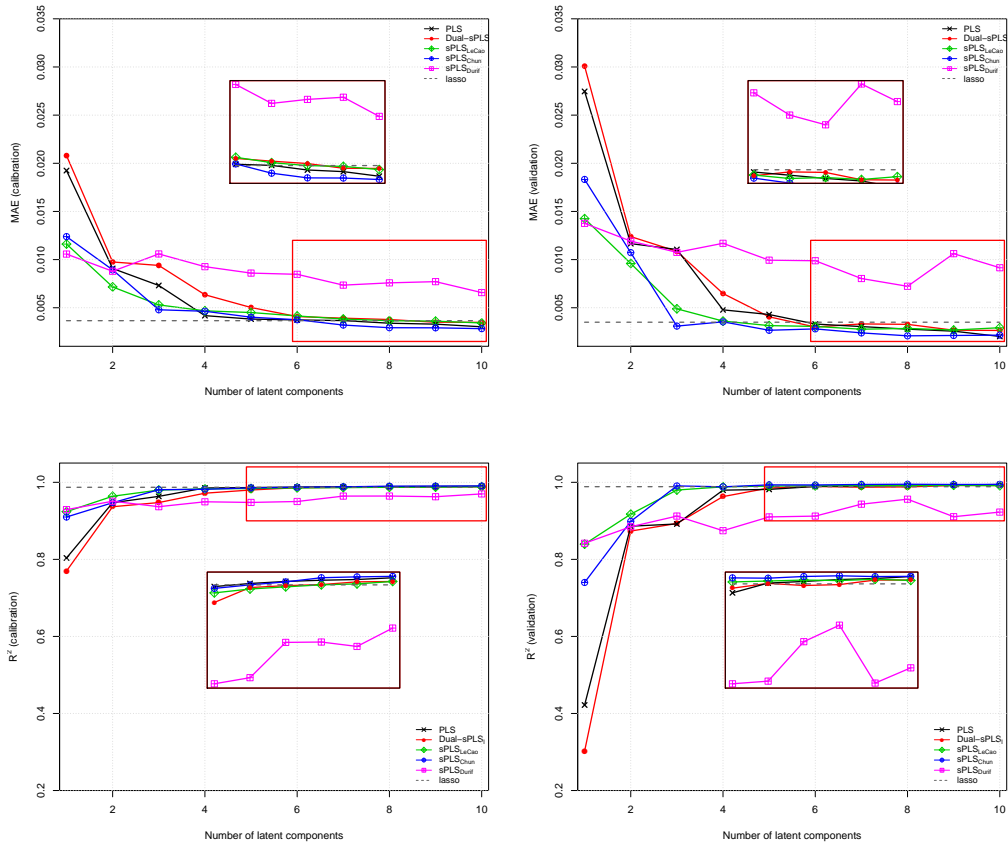 0.035
0.030
0.025
0.020
0.015
0.010
0.005
MAE (calibration)
PLS
Dual−sPLS
sPLS_LeCao
sPLS_Chun
sPLS_Durif
lasso
2 4 6 8 10
Number of latent components
0.035
0.030
0.025
0.020
0.015
0.010
0.005
MAE (validation)
PLS
Dual−sPLS
sPLS_LeCao
sPLS_Chun
sPLS_Durif
lasso
2 4 6 8 10
Number of latent components
1.0
0.8
0.6
0.4
0.2
R² (calibration)
PLS
Dual−sPLS_l
sPLS_LeCao
sPLS_Chun
sPLS_Durif
lasso
2 4 6 8 10
Number of latent components
1.0
0.8
0.6
0.4
0.2
R² (validation)
PLS
Dual−sPLS_l
sPLS_LeCao
sPLS_Chun
sPLS_Durif
lasso
2 4 6 8 10
Number of latent components